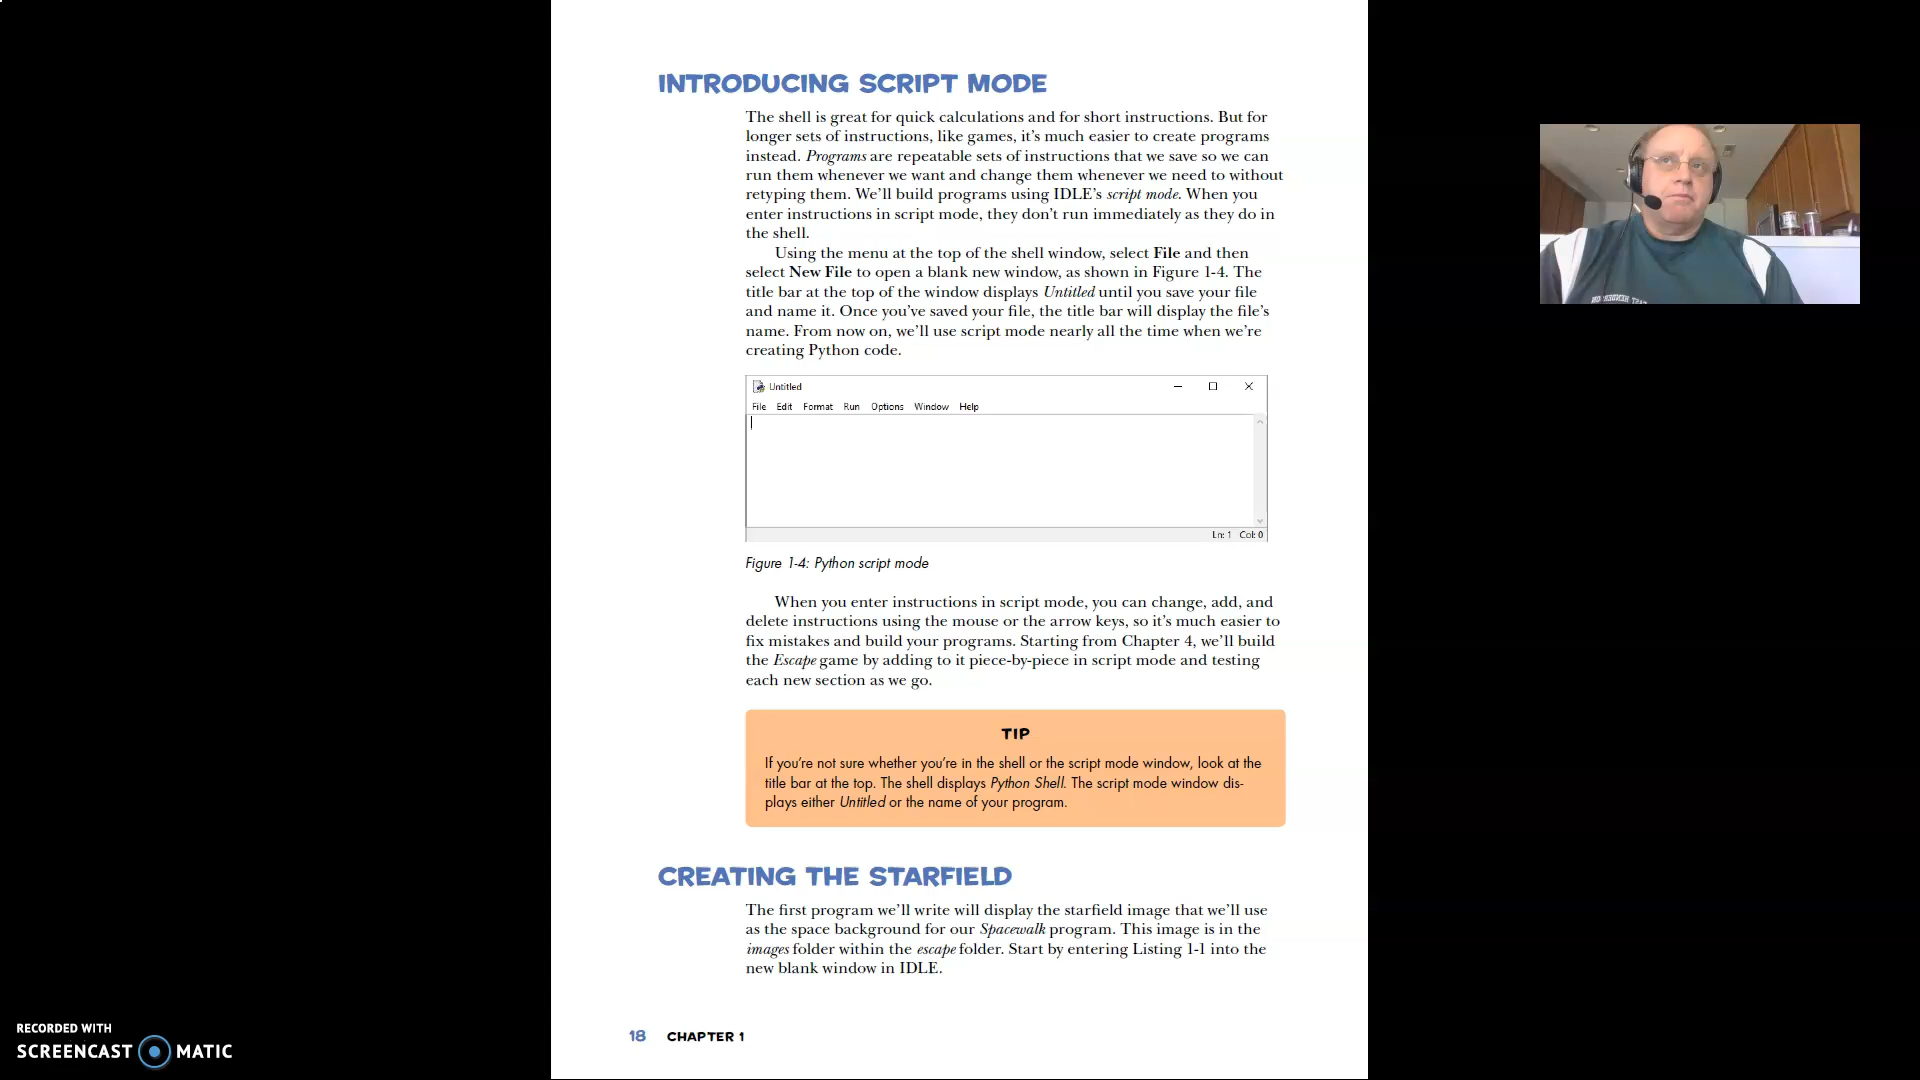 INTRODUCING SCRIPT MODE
The shell is great for quick calculations and for short instructions. But for
longer sets of instructions, like games, it's much easier to create programs
instead. Programs are repeatable sets of instructions that we save so we can
run them whenever we want and change them whenever we need to without
retyping them. We'll build programs using IDLE's script mode. When you
enter instructions in script mode, they don't run immediately as they do in
the shell.
Using the menu at the top of the shell window, select File and then
select New File to open a blank new window, as shown in Figure 1-4. The
title bar at the top of the window displays Untitled until you save your file
and name it. Once you've saved your file, the title bar will display the file's
name. From now on, we'll use script mode nearly all the time when we're
creating Python code.
Untitled
File Edit Format Run Options Window Help
Ln: 1 Col: 0
Figure 1-4: Python script mode
When you enter instructions in script mode, you can change, add, and
delete instructions using the mouse or the arrow keys, so it's much easier to
fix mistakes and build your programs. Starting from Chapter 4, we'll build
the Escape game by adding to it piece-by-piece in script mode and testing
each new section as we go.
TIP
If you're not sure whether you're in the shell or the script mode window, look at the
title bar at the top. The shell displays Python Shell. The script mode window dis-
plays either Untitled or the name of your program.
CREATING THE STARFIELD
The first program we'll write will display the starfield image that we'll use
as the space background for our Spacewalk program. This image is in the
images folder within the escape folder. Start by entering Listing 1-1 into the
new blank window in IDLE.
18 CHAPTER 1
RECORDED WITH
SCREENCAST MATIC